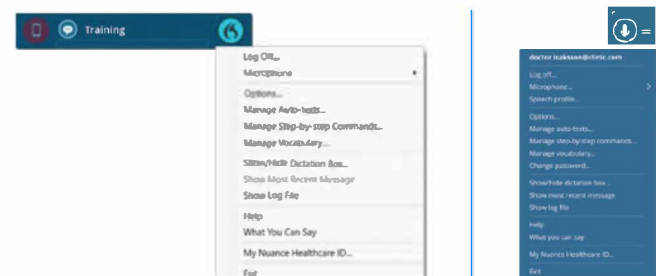 Training
Log Off...
Microphone
Options...
Manage Auto-texts...
Manage Step-by-step Commands...
Manage Vocabulary...
Show/Hide Dictation Box...
Show Most Recent Message
Show Log File
Help
What You Can Say
My Nuance Healthcare ID...
Exit
doctor.isaksson@clinic.com
Log off...
Microphone...
Speech profile...
Options...
Manage auto-texts...
Manage step-by-step commands...
Manage vocabulary...
Change password...
Show/hide dictation box...
Show most recent message
Show log file
Help
What you can say
My Nuance Healthcare ID...
Exit